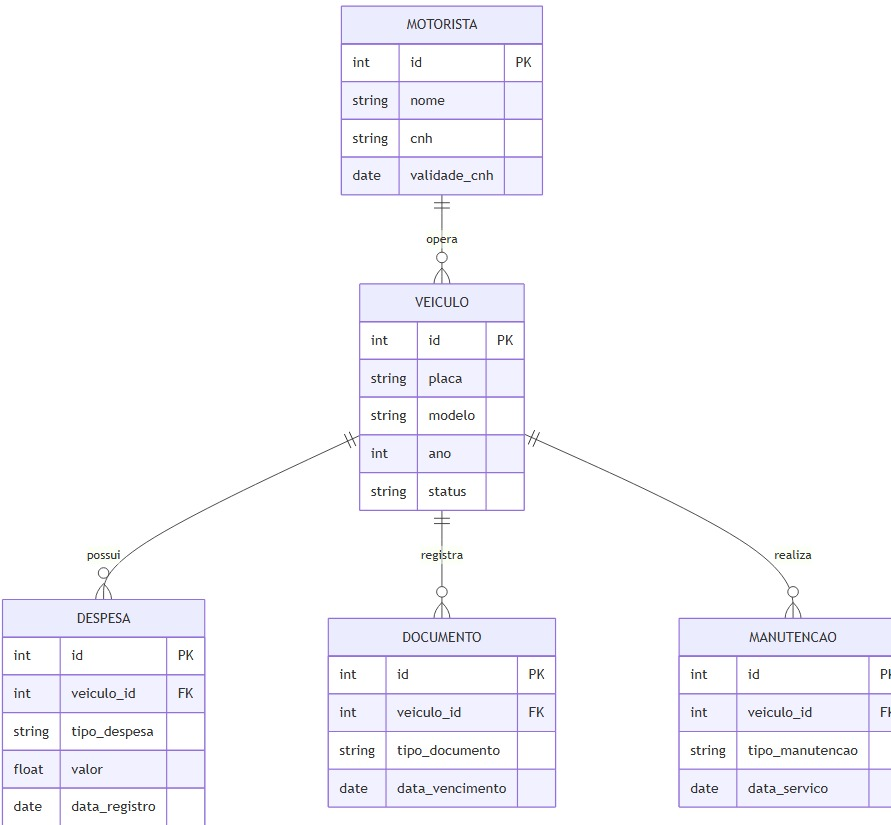 MOTORISTA
int id PK
string nome
string cnh
date validade_cnh
opera
VEICULO
int id PK
string placa
string modelo
int ano
string status
possui
registra
realiza
DESPESA
int id PK
int veiculo_id FK
string tipo_despesa
float valor
date data_registro
DOCUMENTO
int id PK
int veiculo_id FK
string tipo_documento
date data_vencimento
MANUTENCAO
int id PK
int veiculo_id FK
string tipo_manutencao
date data_servico